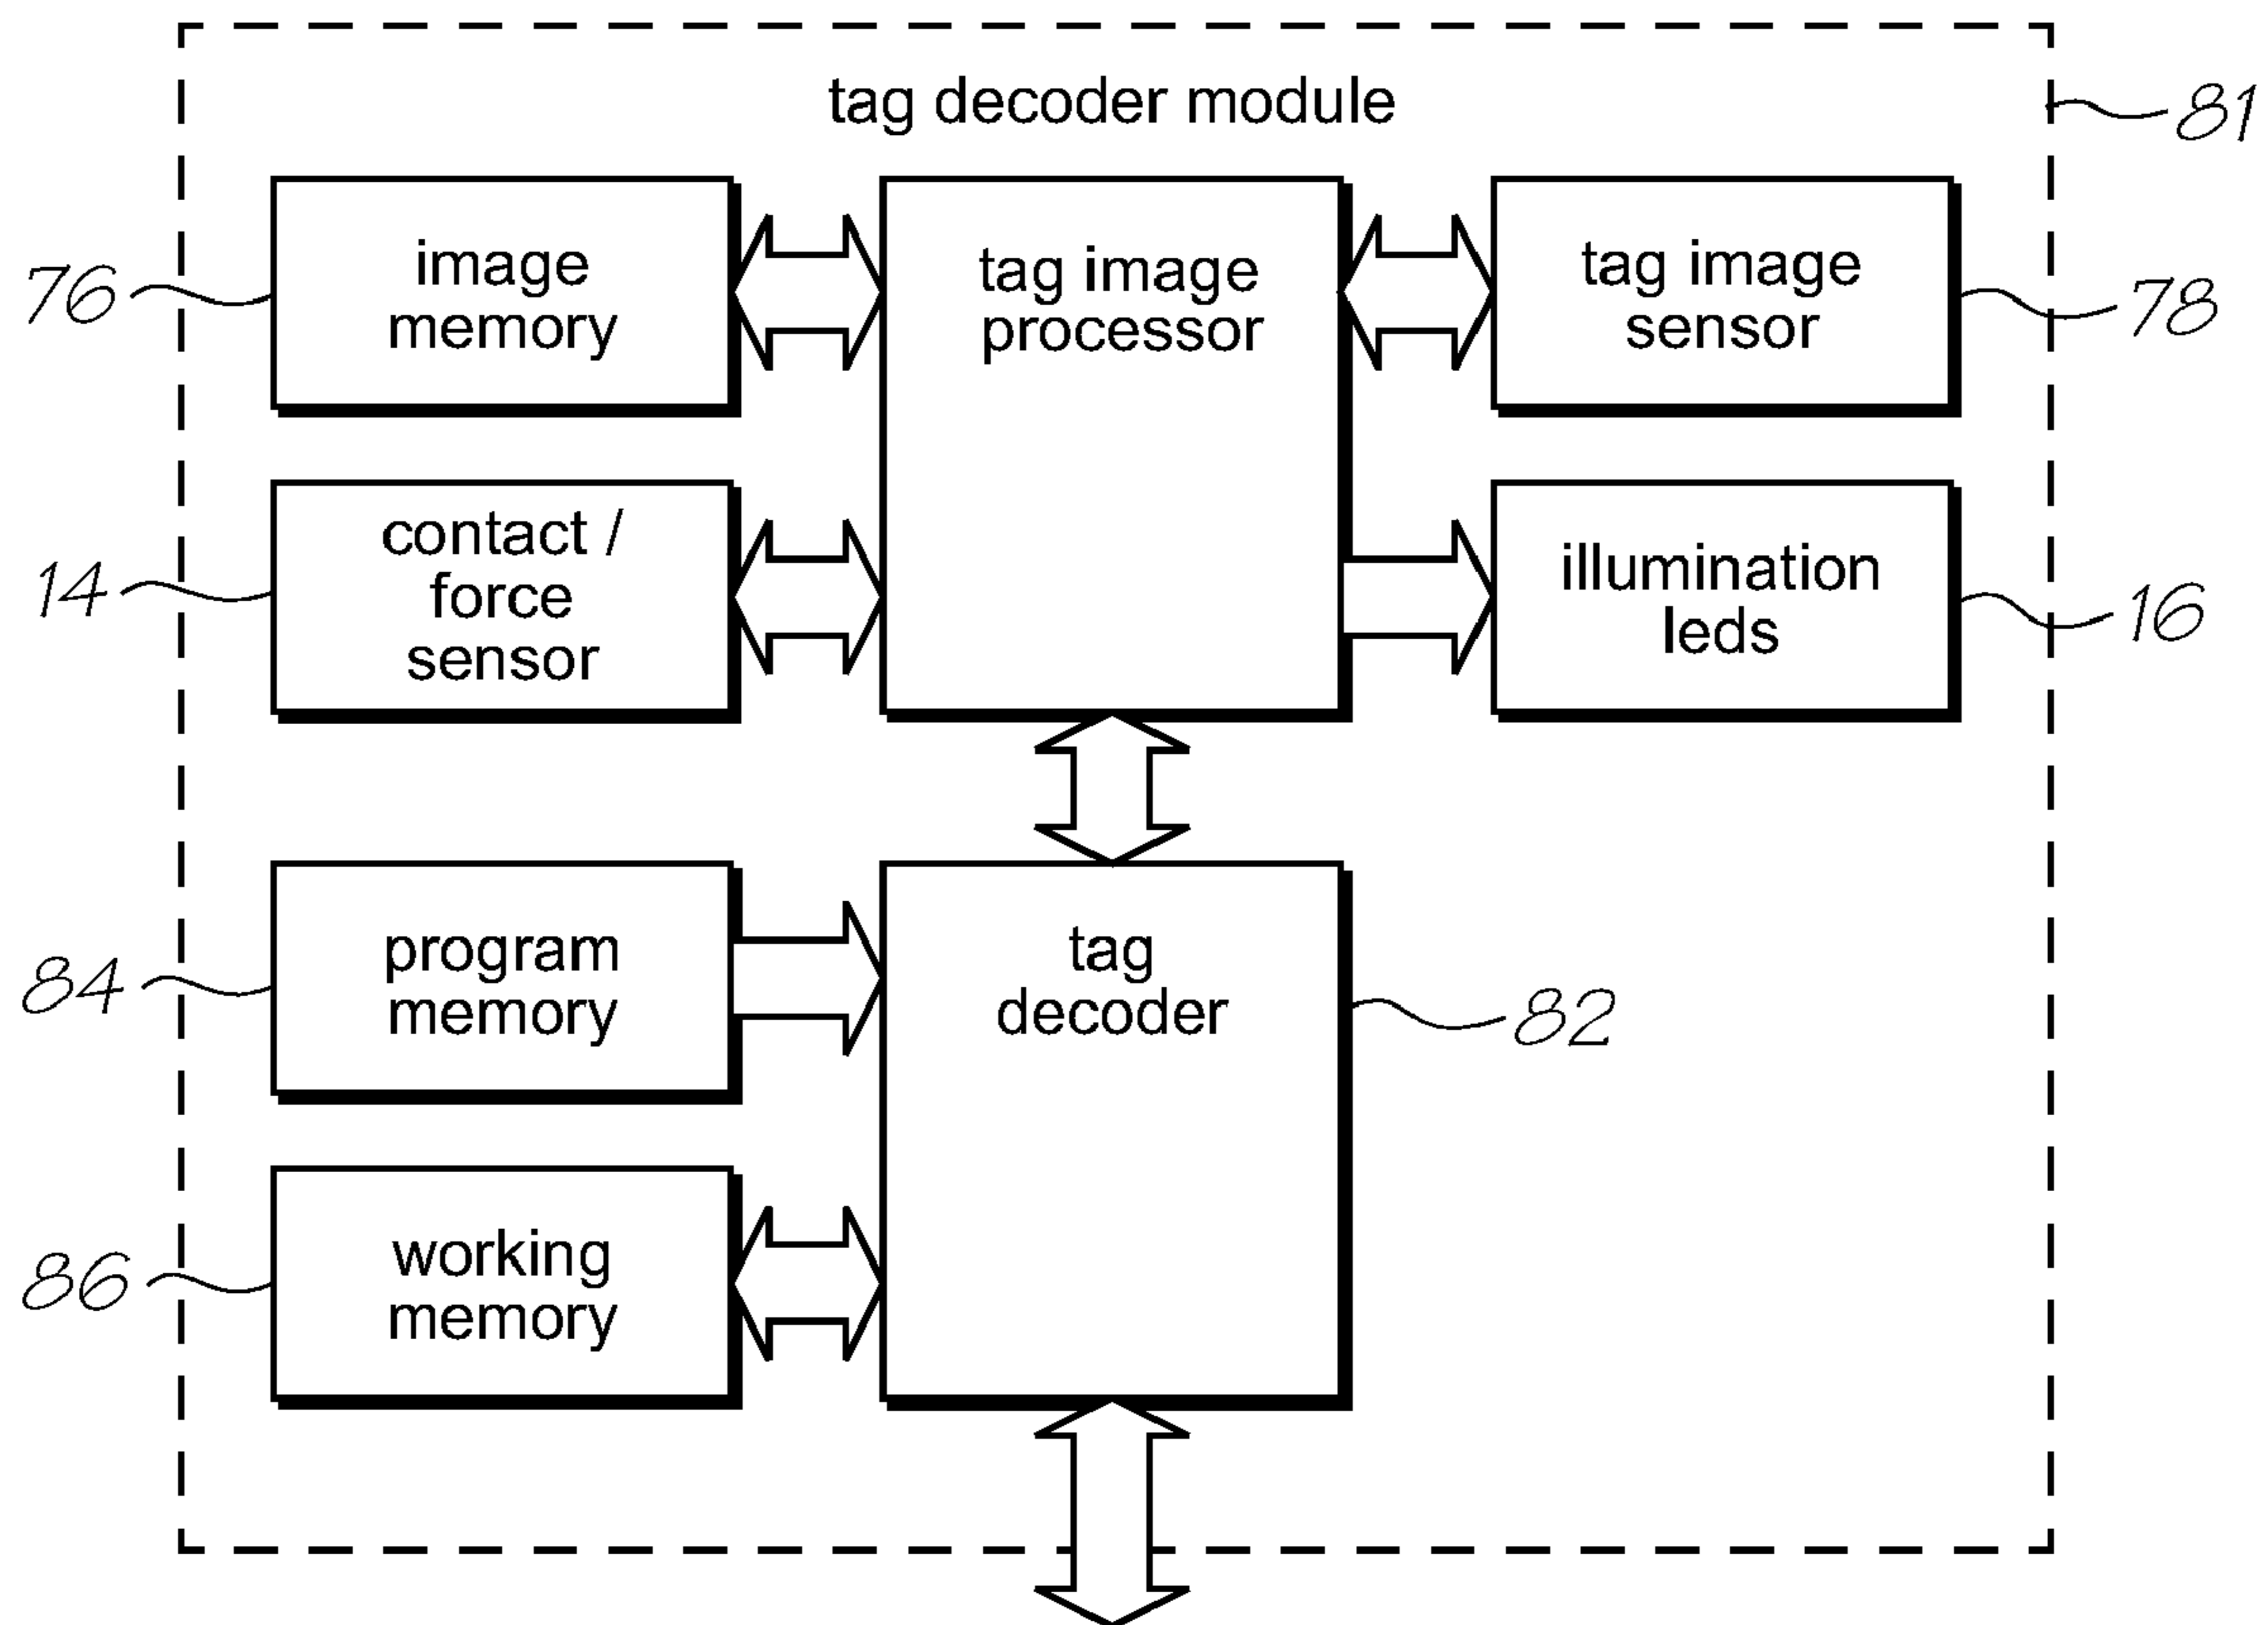 tag decoder module
81
image
memory
76
tag image
processor
tag image
sensor
78
contact /
force
sensor
14
illumination
leds
16
program
memory
84
tag
decoder
82
working
memory
86